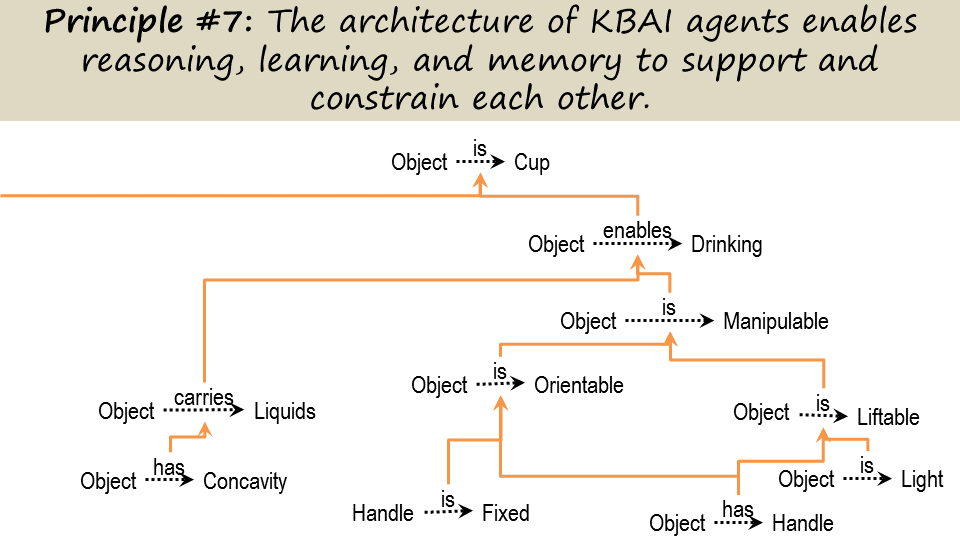 Principle #7: The architecture of KBAI agents enables
reasoning, learning, and memory to support and
constrain each other.
Object is Cup
Object enables Drinking
Object is Manipulable
Object is Orientable
Object carries Liquids
Object is Liftable
Object has Concavity
Object is Light
Handle is Fixed
Object has Handle